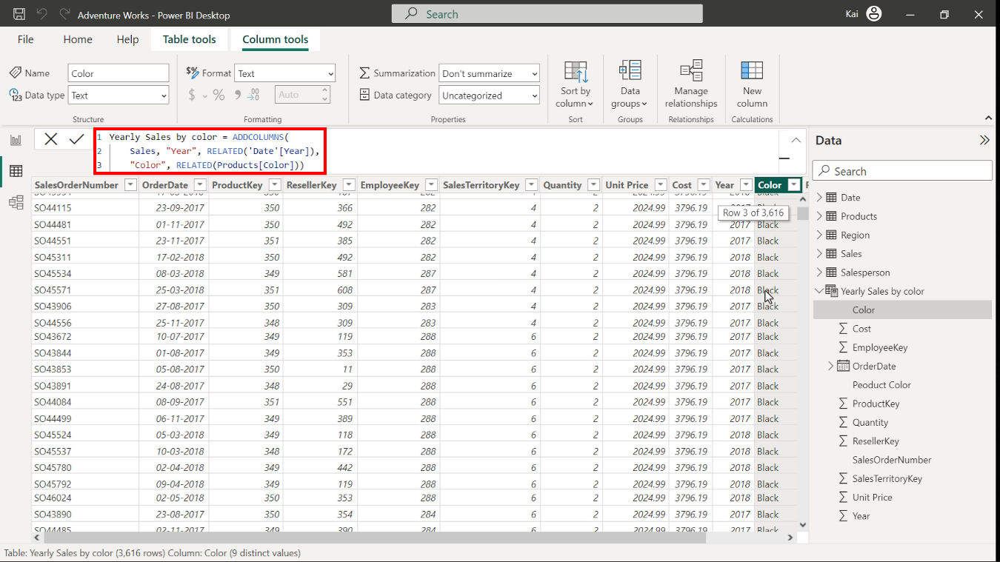 Adventure Works - Power BI Desktop
Search
Kai
File Home Help Table tools Column tools
Name Color
Data type Text
Structure
$% Format Text
$ % Auto
Formatting
Σ Summarization Don't summarize
Data category Uncategorized
Properties
Sort by column
Sort
Data groups
Groups
Manage relationships
Relationships
New column
Calculations
1 Yearly Sales by color = ADDCOLUMNS(
2 Sales, "Year", RELATED('Date'[Year]),
3 "Color", RELATED(Products[Color]))
SalesOrderNumber OrderDate ProductKey ResellerKey EmployeeKey SalesTerritoryKey Quantity Unit Price Cost Year Color
SO44115 23-09-2017 350 366 282 4 2 2024.99 3796.19 2017 Black
Row 3 of 3,616
SO44481 01-11-2017 350 492 282 4 2 2024.99 3796.19 2017 Black
SO44551 23-11-2017 351 385 282 4 2 2024.99 3796.19 2017 Black
SO45311 17-02-2018 350 492 282 4 2 2024.99 3796.19 2018 Black
SO45534 08-03-2018 349 581 287 4 2 2024.99 3796.19 2018 Black
SO45571 25-03-2018 351 608 287 4 2 2024.99 3796.19 2018 Black
SO43906 27-08-2017 350 309 283 4 2 2024.99 3796.19 2017 Black
SO44556 25-11-2017 348 309 283 4 2 2024.99 3796.19 2017 Black
SO43672 10-07-2017 349 119 288 6 2 2024.99 3796.19 2017 Black
SO43844 01-08-2017 349 353 288 6 2 2024.99 3796.19 2017 Black
SO43853 05-08-2017 350 11 288 6 2 2024.99 3796.19 2017 Black
SO43891 24-08-2017 348 29 288 6 2 2024.99 3796.19 2017 Black
SO44084 08-09-2017 351 551 288 6 2 2024.99 3796.19 2017 Black
SO44499 06-11-2017 349 389 288 6 2 2024.99 3796.19 2017 Black
SO45524 05-03-2018 349 118 288 6 2 2024.99 3796.19 2018 Black
SO45537 10-03-2018 348 172 288 6 2 2024.99 3796.19 2018 Black
SO45780 02-04-2018 349 442 288 6 2 2024.99 3796.19 2018 Black
SO45792 09-04-2018 349 119 288 6 2 2024.99 3796.19 2018 Black
SO46024 02-05-2018 350 353 288 6 2 2024.99 3796.19 2018 Black
SO43890 23-08-2017 350 354 284 6 2 2024.99 3796.19 2017 Black
SO44485 02-11-2017 349 390 284 6 2 2024.99 3796.19 2017 Black
Data
Search
Date
Products
Region
Sales
Salesperson
Yearly Sales by color
Color
Σ Cost
Σ EmployeeKey
OrderDate
Peoduct Color
Σ ProductKey
Σ Quantity
Σ ResellerKey
SalesOrderNumber
Σ SalesTerritoryKey
Σ Unit Price
Σ Year
Table: Yearly Sales by color (3,616 rows) Column: Color (9 distinct values)